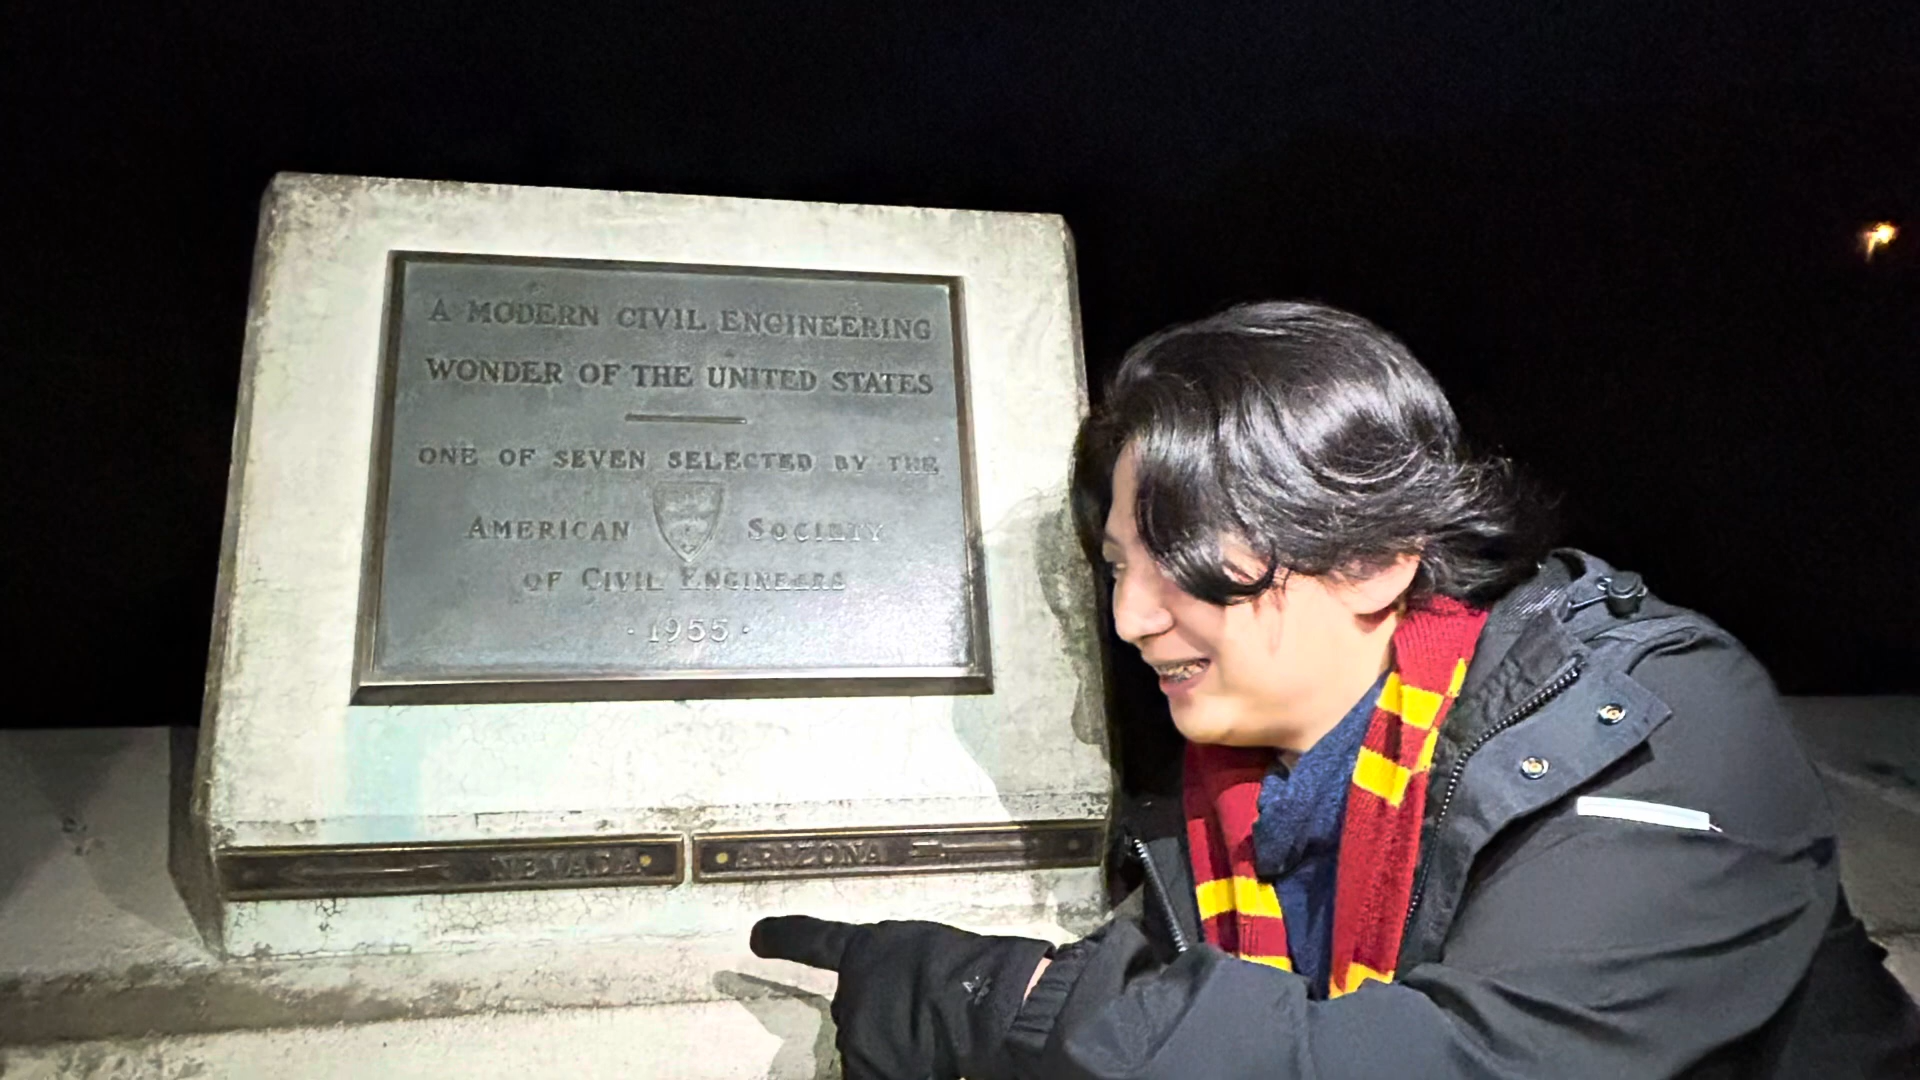 A MODERN CIVIL ENGINEERING
WONDER OF THE UNITED STATES
ONE OF SEVEN SELECTED BY THE
AMERICAN SOCIETY
OF CIVIL ENGINEERS
· 1955 ·
NEVADA
ARIZONA